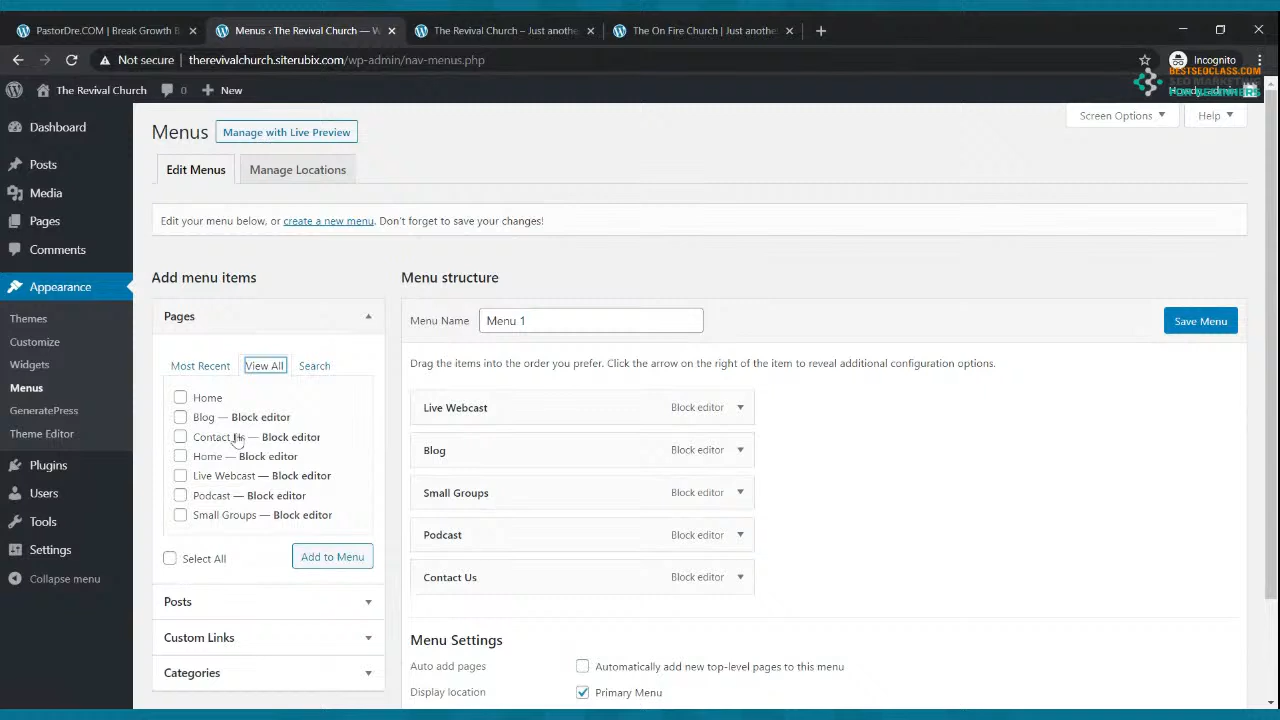 PastorDre.COM | Break Growth B
Menus ‹ The Revival Church — W
The Revival Church – Just anothe
The On Fire Church | Just anothe
Not secure
therevivalchurch.siterubix.com/wp-admin/nav-menus.php
Incognito
BESTSEOCLASS.COM
SEO MARKETING
FOR BEGINNERS
The Revival Church
0
New
Dashboard
Posts
Media
Pages
Comments
Appearance
Themes
Customize
Widgets
Menus
GeneratePress
Theme Editor
Plugins
Users
Tools
Settings
Collapse menu
Screen Options
Help
Menus
Manage with Live Preview
Edit Menus
Manage Locations
Edit your menu below, or create a new menu. Don't forget to save your changes!
Add menu items
Pages
Most Recent
View All
Search
Home
Blog — Block editor
Contact Us — Block editor
Home — Block editor
Live Webcast — Block editor
Podcast — Block editor
Small Groups — Block editor
Select All
Add to Menu
Posts
Custom Links
Categories
Menu structure
Menu Name
Menu 1
Save Menu
Drag the items into the order you prefer. Click the arrow on the right of the item to reveal additional configuration options.
Live Webcast Block editor
Blog Block editor
Small Groups Block editor
Podcast Block editor
Contact Us Block editor
Menu Settings
Auto add pages
Automatically add new top-level pages to this menu
Display location
Primary Menu